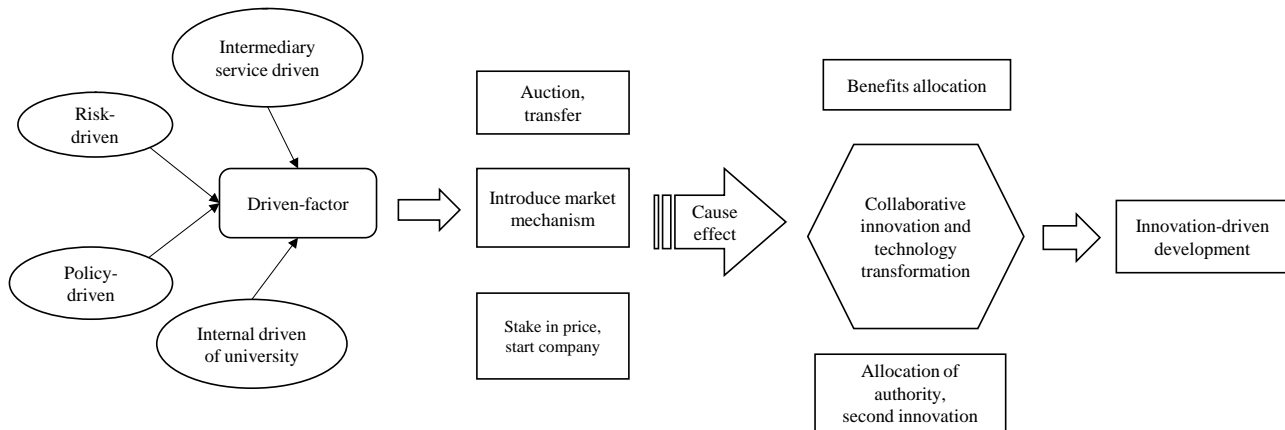 Intermediary
service driven
Risk-
driven
Driven-factor
Policy-
driven
Internal driven
of university
Auction,
transfer
Introduce market
mechanism
Stake in price,
start company
Cause
effect
Benefits allocation
Collaborative
innovation and
technology
transformation
Allocation of
authority,
second innovation
Innovation-driven
development